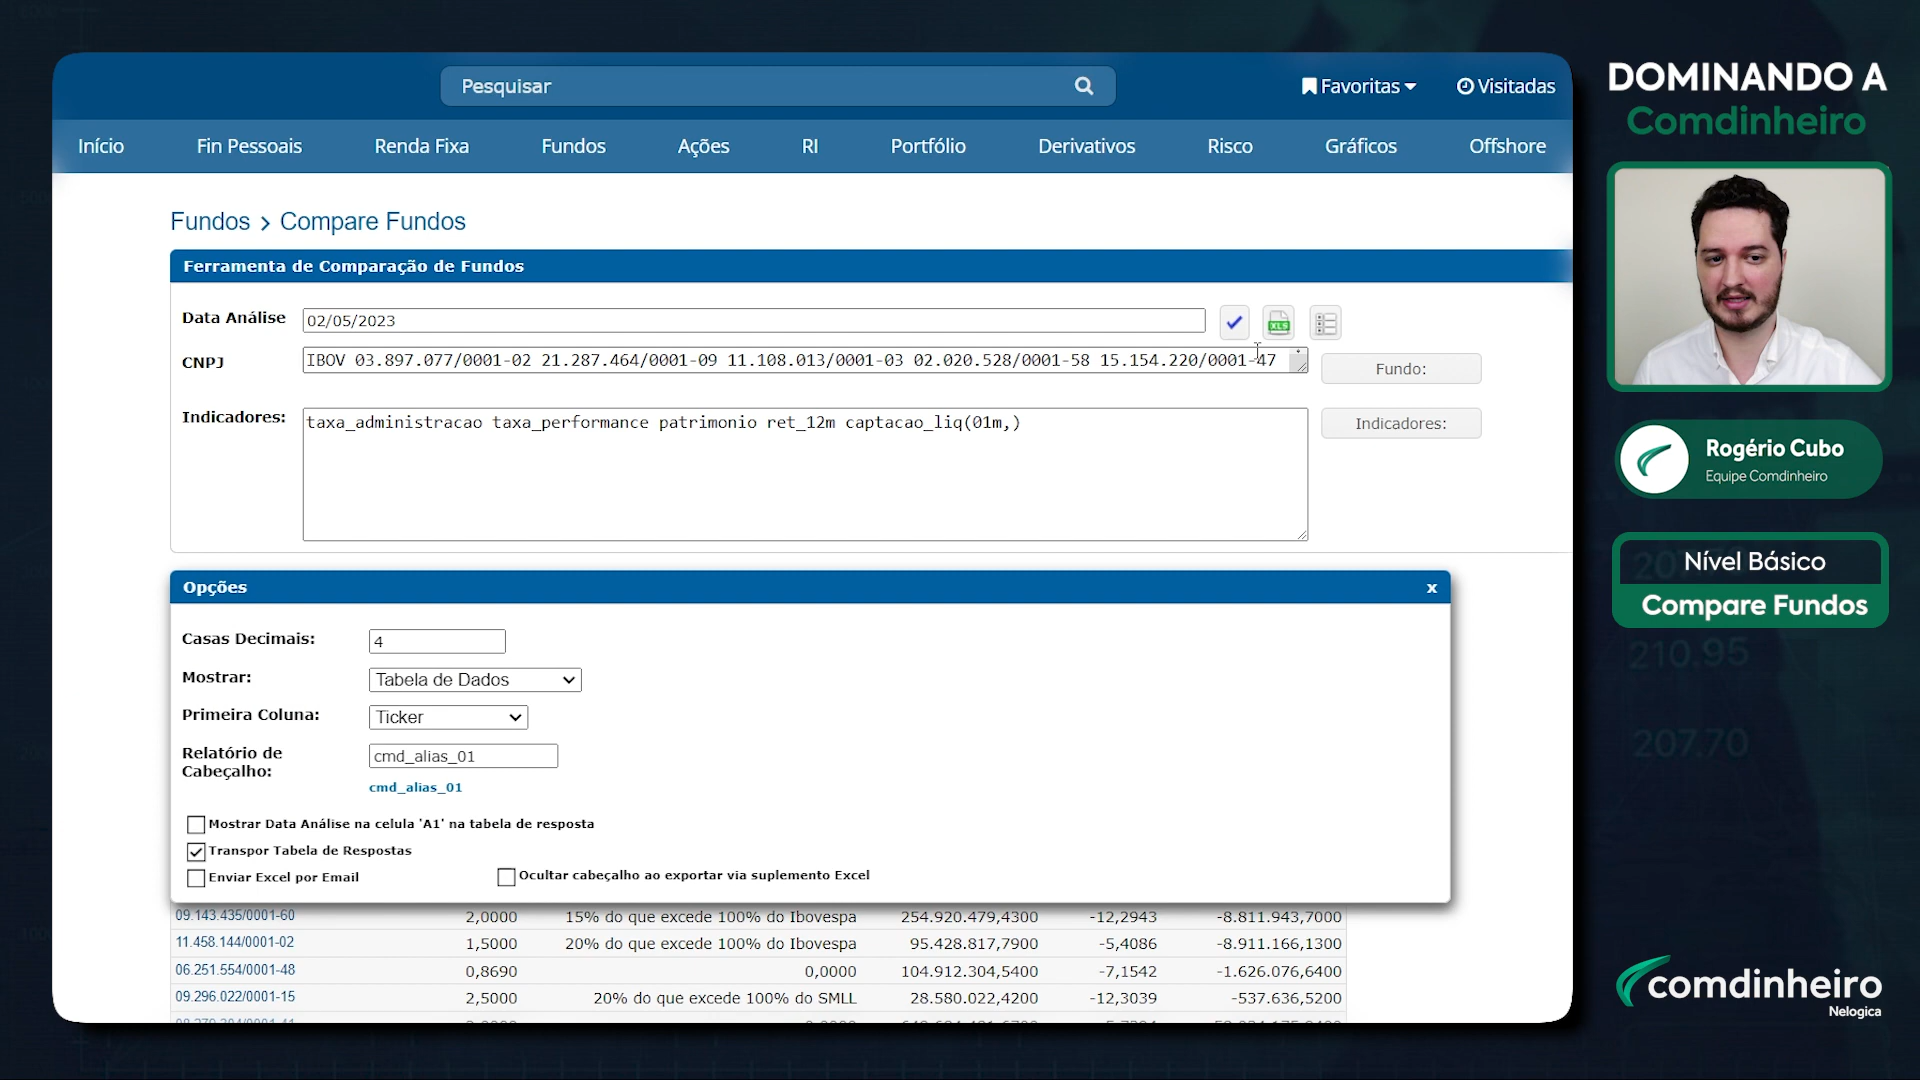 Pesquisar
Favoritas
Visitadas
Início Fin Pessoais Renda Fixa Fundos Ações RI Portfólio Derivativos Risco Gráficos Offshore
Fundos > Compare Fundos
Ferramenta de Comparação de Fundos
Data Análise 02/05/2023
XLS
CNPJ IBOV 03.897.077/0001-02 21.287.464/0001-09 11.108.013/0001-03 02.020.528/0001-58 15.154.220/0001-47
Fundo:
Indicadores: taxa_administracao taxa_performance patrimonio ret_12m captacao_liq(01m,)
Indicadores:
Opções x
Casas Decimais: 4
Mostrar: Tabela de Dados
Primeira Coluna: Ticker
Relatório de
Cabeçalho: cmd_alias_01
cmd_alias_01
Mostrar Data Análise na celula 'A1' na tabela de resposta
Transpor Tabela de Respostas
Enviar Excel por Email
Ocultar cabeçalho ao exportar via suplemento Excel
09.143.435/0001-60 2,0000 15% do que excede 100% do Ibovespa 254.920.479,4300 -12,2943 -8.811.943,7000
11.458.144/0001-02 1,5000 20% do que excede 100% do Ibovespa 95.428.817,7900 -5,4086 -8.911.166,1300
06.251.554/0001-48 0,8690 0,0000 104.912.304,5400 -7,1542 -1.626.076,6400
09.296.022/0001-15 2,5000 20% do que excede 100% do SMLL 28.580.022,4200 -12,3039 -537.636,5200
DOMINANDO A
Comdinheiro
Rogério Cubo
Equipe Comdinheiro
Nível Básico
Compare Fundos
210.95
207.70
comdinheiro
Nelogica